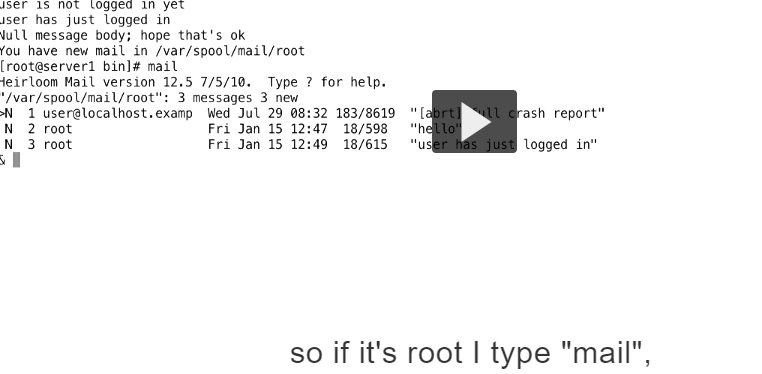 user is not logged in yet
user has just logged in
Null message body; hope that's ok
You have new mail in /var/spool/mail/root
[root@server1 bin]# mail
Heirloom Mail version 12.5 7/5/10.  Type ? for help.
"/var/spool/mail/root": 3 messages 3 new
>N  1 user@localhost.examp  Wed Jul 29 08:32 183/8619  "[abrt] full crash report"
 N  2 root                  Fri Jan 15 12:47  18/598   "hello"
 N  3 root                  Fri Jan 15 12:49  18/615   "user has just logged in"
&
so if it's root I type "mail",